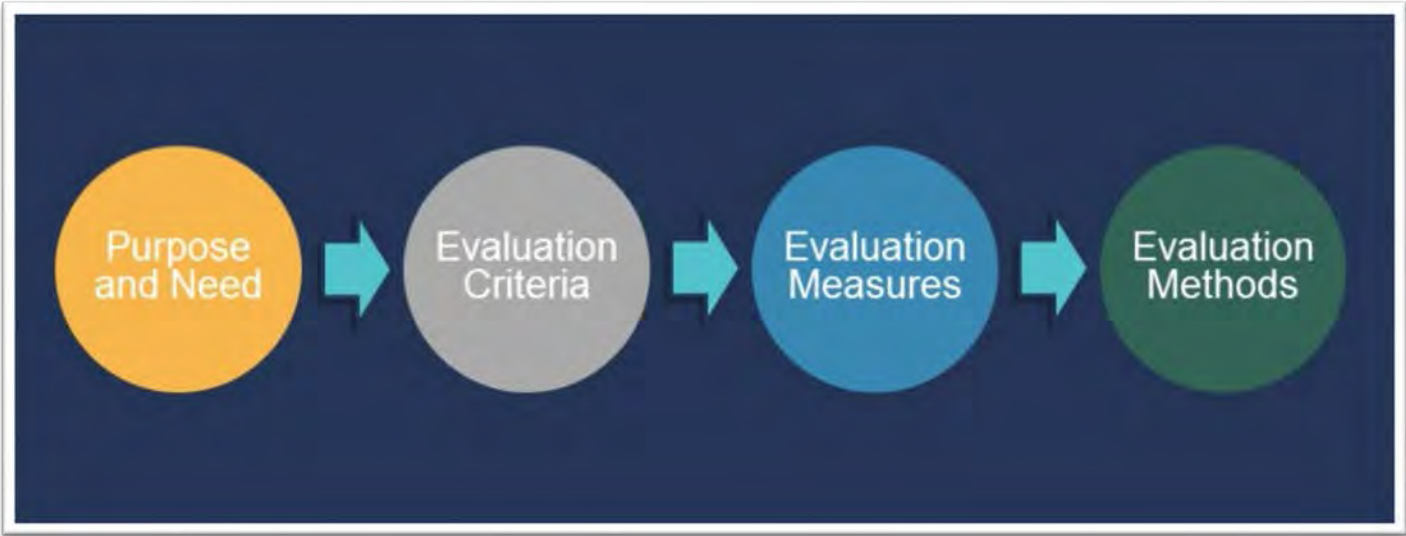 Purpose
and Need
Evaluation
Criteria
Evaluation
Measures
Evaluation
Methods